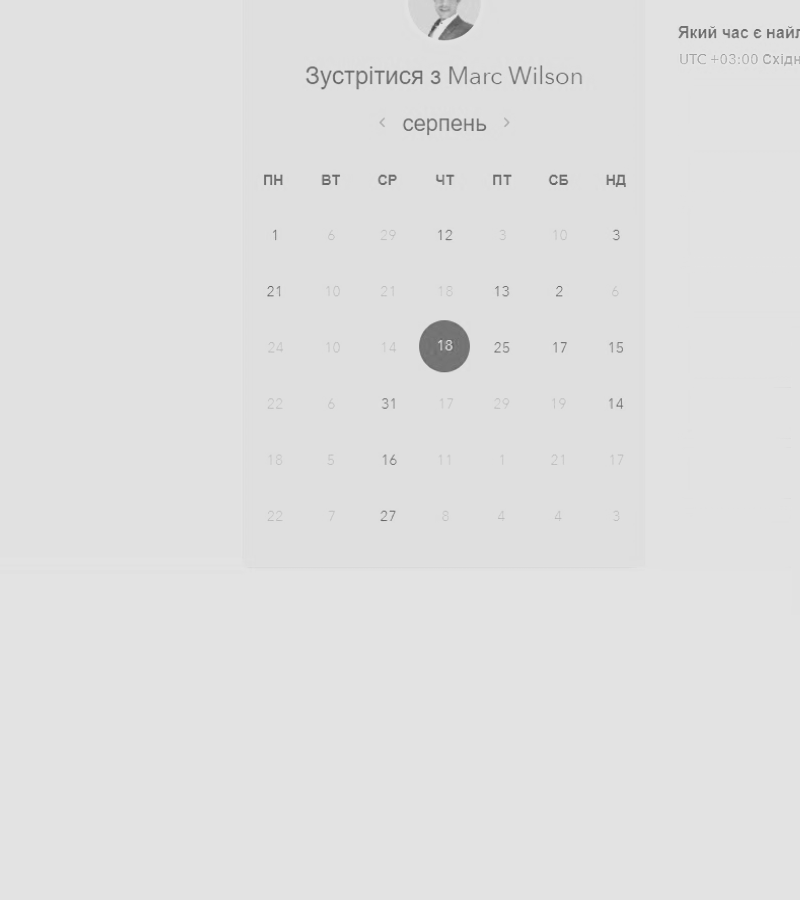 Який час є найл
Зустрітися з Marc Wilson
UTC +03:00 Східн
серпень
ПН ВТ СР ЧТ ПТ СБ НД
1 6 29 12 3 10 3
21 10 21 18 13 2 6
24 10 14 18 25 17 15
22 6 31 17 29 19 14
18 5 16 11 1 21 17
22 7 27 8 4 4 3